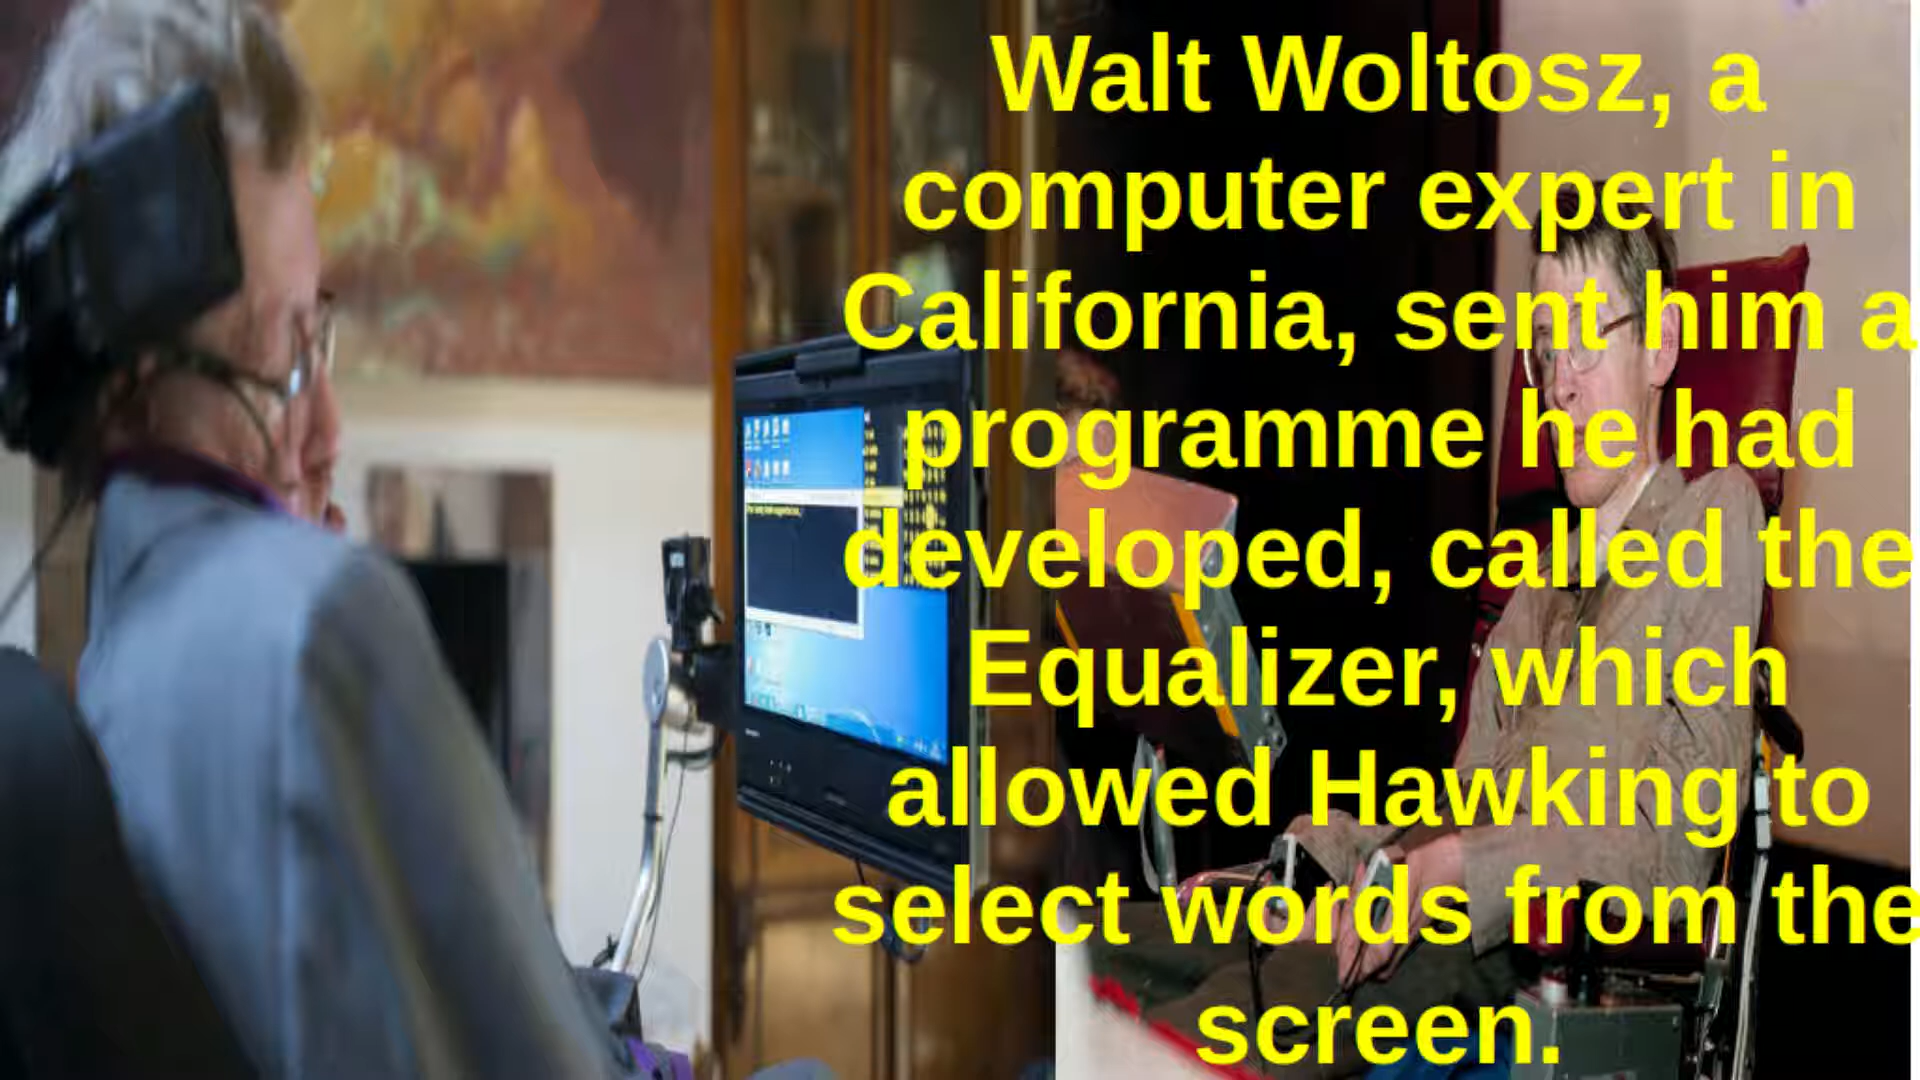 Walt Woltosz, a
computer expert in
California, sent him a
programme he had
developed, called the
Equalizer, which
allowed Hawking to
select words from the
screen.